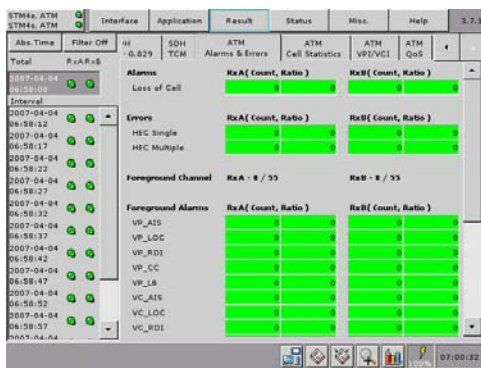 STM4s, ATM
STM4s, ATM
Interface
Application
Result
Status
Misc.
Help
3.7.
Abs.Time
Filter Off
G.829
SDH
TCM
ATM
Alarms & Errors
ATM
Cell Statistics
ATM
VPI/VCI
ATM
QoS
Total
RxA RxB
2007-04-04
06:58:08
Interval
2007-04-04
06:58:12
2007-04-04
06:58:17
2007-04-04
06:58:22
2007-04-04
06:58:27
2007-04-04
06:58:32
2007-04-04
06:58:37
2007-04-04
06:58:42
2007-04-04
06:58:47
2007-04-04
06:58:52
2007-04-04
06:58:57
2007-04-04
Alarms RxA( Count, Ratio ) RxB( Count, Ratio )
Loss of Cell 0 0 0 0
Errors RxA( Count, Ratio ) RxB( Count, Ratio )
HEC Single 0 0 0 0
HEC Multiple 0 0 0 0
Foreground Channel RxA - 8 / 55 RxB - 8 / 55
Foreground Alarms RxA( Count, Ratio ) RxB( Count, Ratio )
VP_AIS 0 0 0 0
VP_LOC 0 0 0 0
VP_RDI 0 0 0 0
VP_CC 0 0 0 0
VP_LB 0 0 0 0
VC_AIS 0 0 0 0
VC_LOC 0 0 0 0
VC_RDI 0 0 0 0
100%
07:00:32